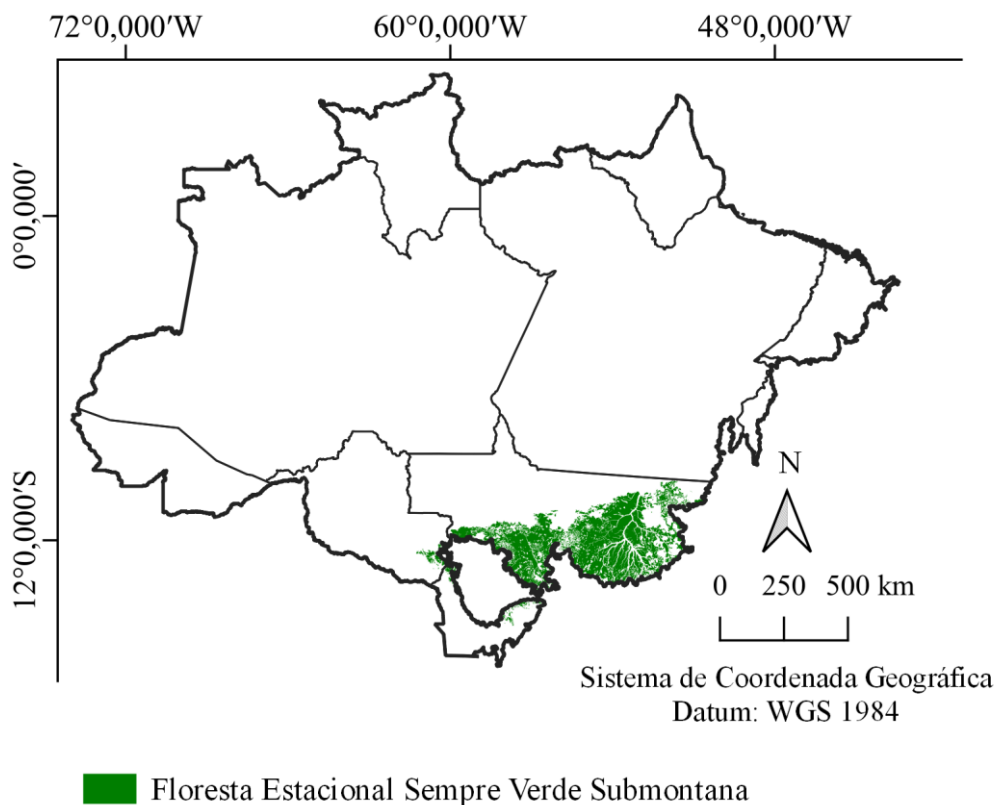 72°0,000'W 60°0,000'W 48°0,000'W
0°0,000'
N
12°0,000'S
0 250 500 km
Sistema de Coordenada Geográfica
Datum: WGS 1984
Floresta Estacional Sempre Verde Submontana